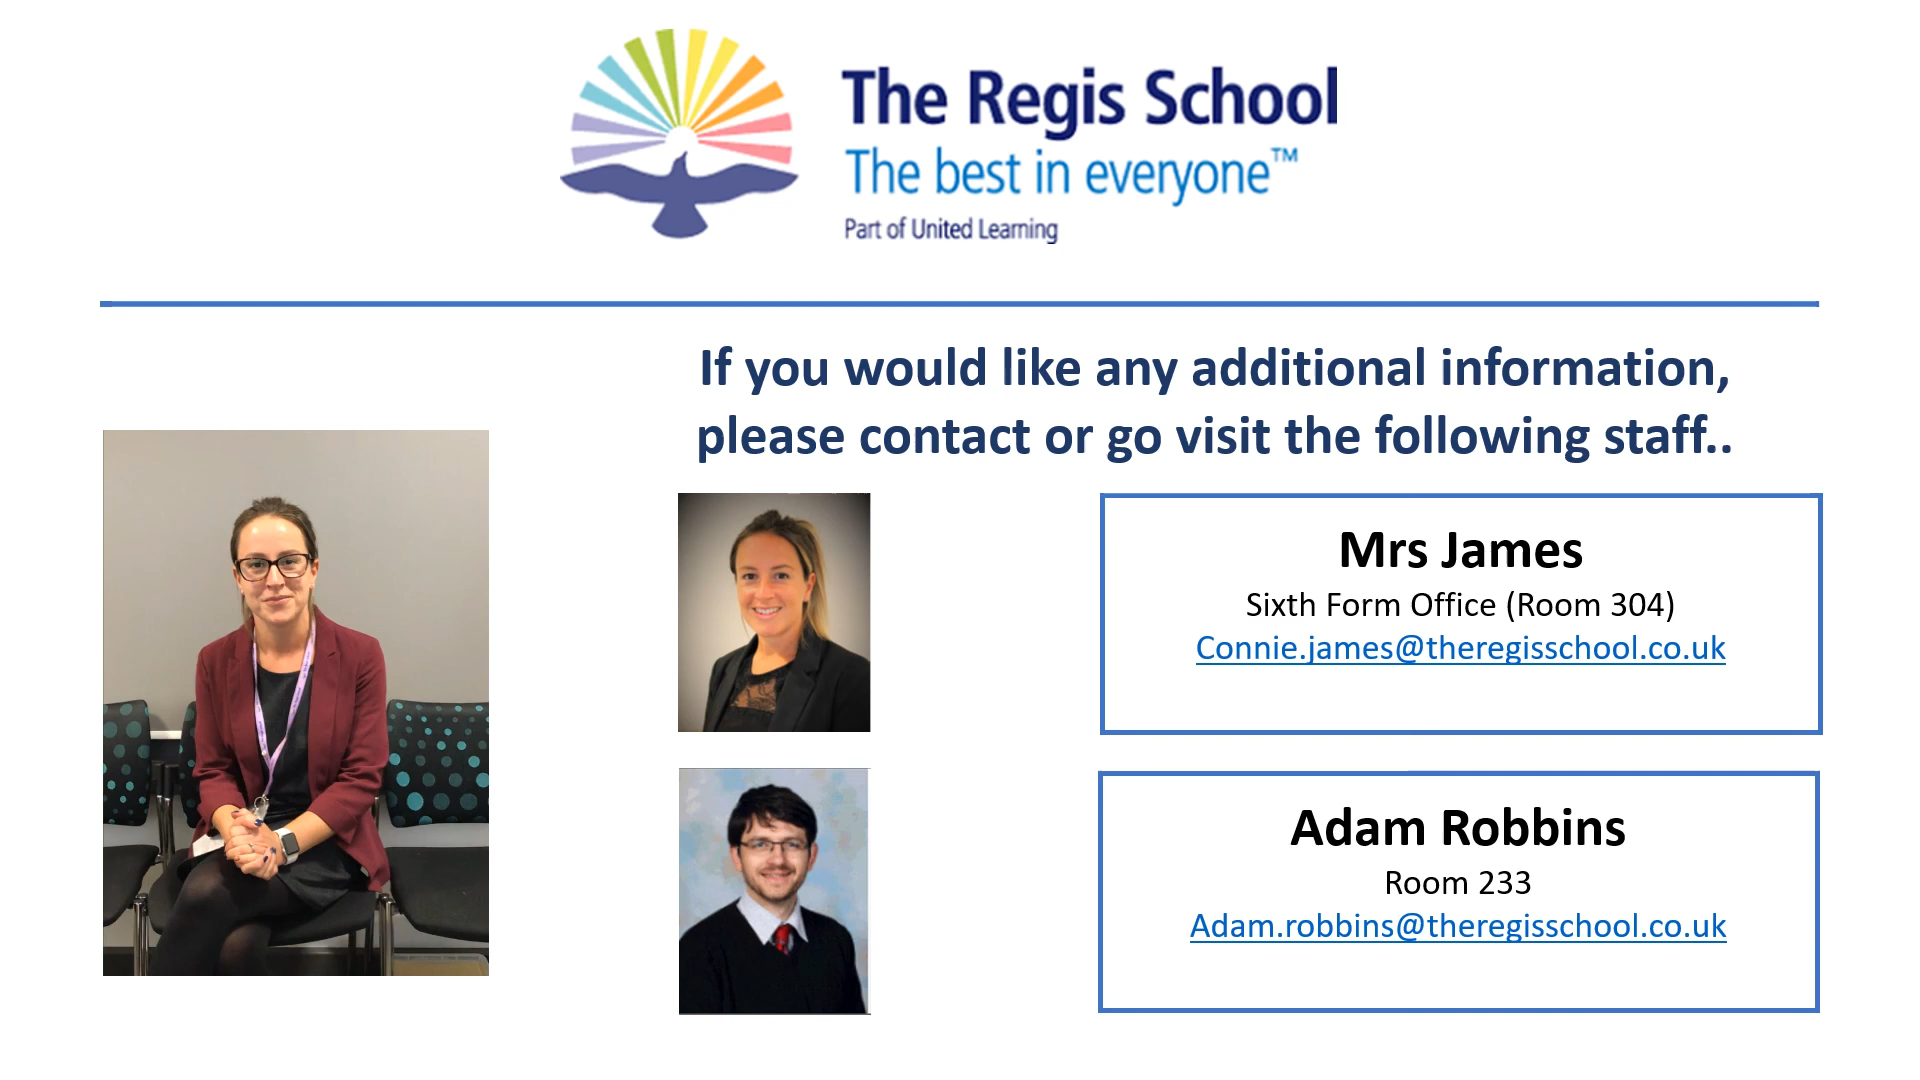 The Regis School
The best in everyone™
Part of United Learning
If you would like any additional information,
please contact or go visit the following staff..
Mrs James
Sixth Form Office (Room 304)
Connie.james@theregisschool.co.uk
Adam Robbins
Room 233
Adam.robbins@theregisschool.co.uk